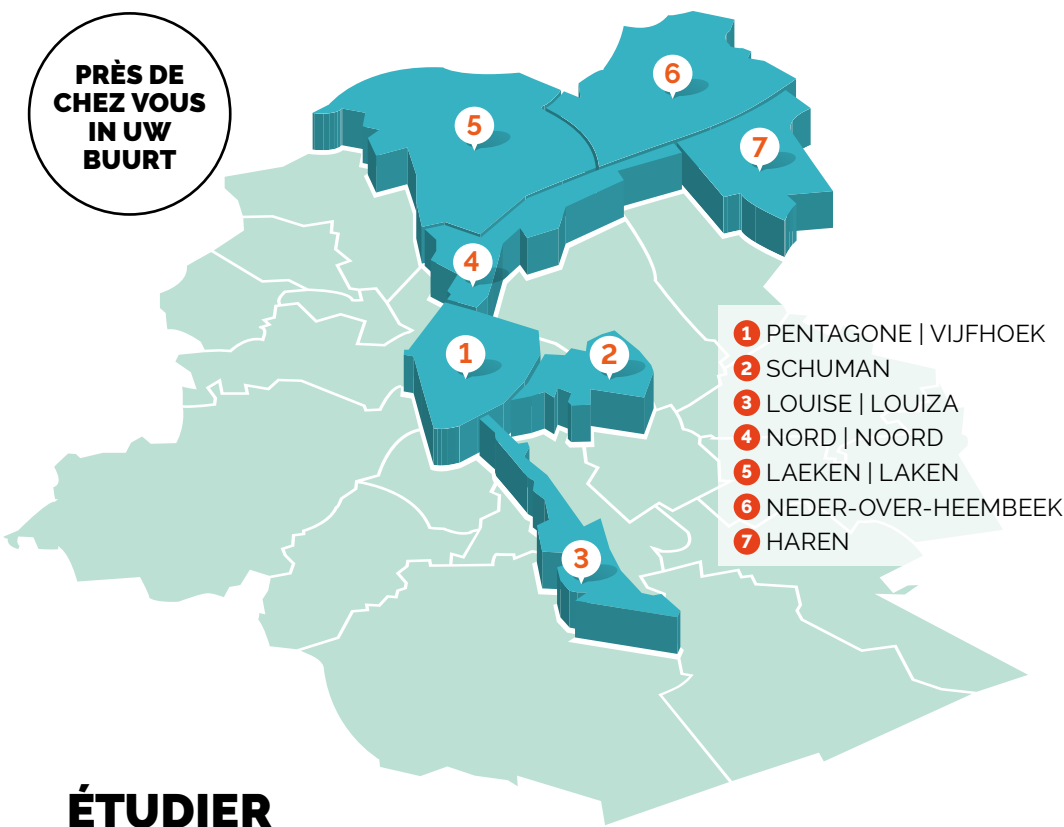 PRÈS DE
CHEZ VOUS
IN UW
BUURT
6
5
7
4
1
2
3
1 PENTAGONE | VIJFHOEK
2 SCHUMAN
3 LOUISE | LOUIZA
4 NORD | NOORD
5 LAEKEN | LAKEN
6 NEDER-OVER-HEEMBEEK
7 HAREN
ÉTUDIER